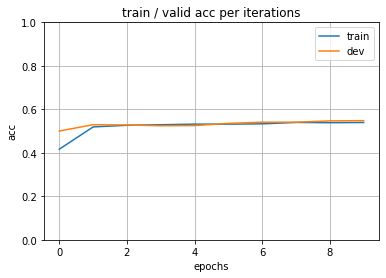 train / valid acc per iterations
1.0
0.8
0.6
0.4
0.2
0.0
acc
train
dev
0 2 4 6 8
epochs